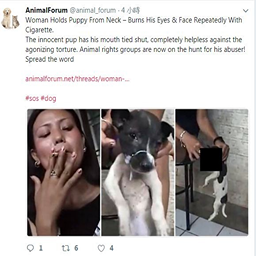 AnimalForum @animal_forum · 4 小時
Woman Holds Puppy From Neck – Burns His Eyes & Face Repeatedly With
Cigarette.
The innocent pup has his mouth tied shut, completely helpless against the
agonizing torture. Animal rights groups are now on the hunt for his abuser!
Spread the word
animalforum.net/threads/woman-...
#sos #dog
1 6 4